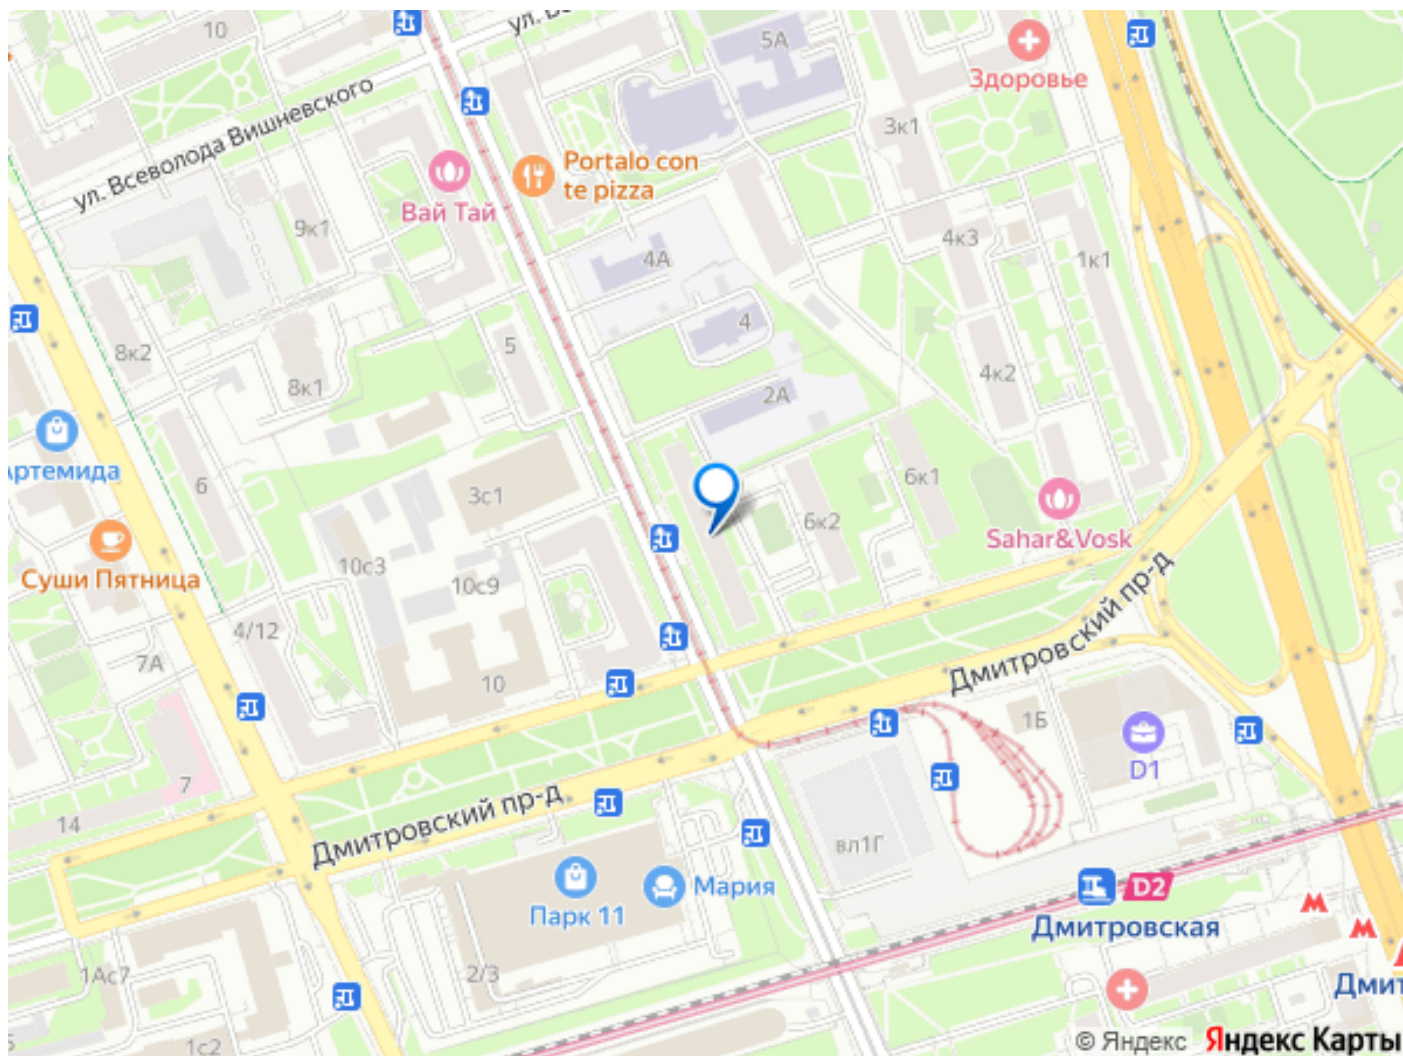 10
ул. Всеволода Вишневского
5А
Здоровье
3к1
Portalo con
te pizza
Вай Тай
9к1
4А
4к3
1к1
5
4
8к2
8к1
2А
4к2
Артемида
6
3с1
6к1
6к2
Sahar&Vosk
Суши Пятница
10с3
10с9
4/12
7А
10
Дмитровский пр-д
1Б
D1
7
14
Дмитровский пр-д
вл1Г
Парк 11
Мария
D2
Дмитровская
1Ас7
2/3
1с2
© Яндекс Яндекс Карты